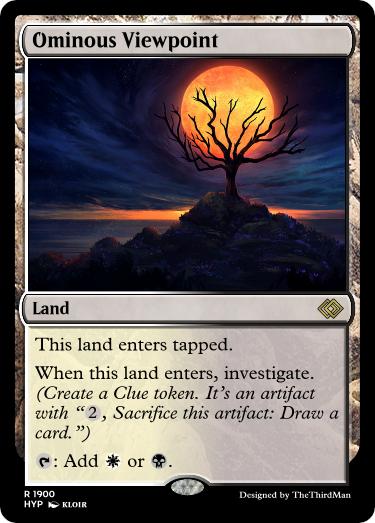 Ominous Viewpoint
Land
This land enters tapped.
When this land enters, investigate.
(Create a Clue token. It's an artifact
with “2, Sacrifice this artifact: Draw a
card.”)
: Add or .
R 1900
HYP KLOIR
Designed by TheThirdMan